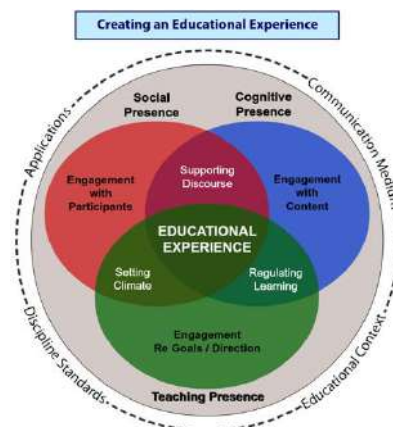 Creating an Educational Experience
Applications
Communication Medium
Social
Presence
Cognitive
Presence
Supporting
Discourse
Engagement
with
Participants
Engagement
with
Content
EDUCATIONAL
EXPERIENCE
Setting
Climate
Regulating
Learning
Engagement
Re Goals / Direction
Teaching Presence
Discipline Standards
Educational Context